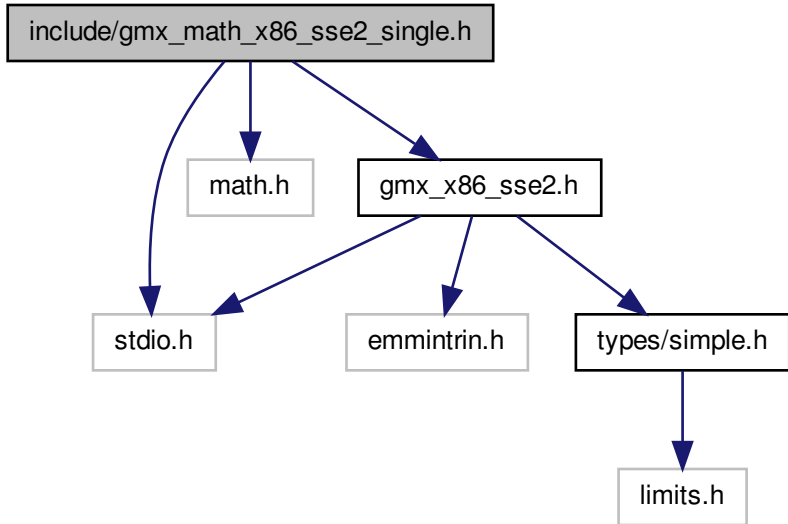 include/gmx_math_x86_sse2_single.h
math.h
gmx_x86_sse2.h
stdio.h
emmintrin.h
types/simple.h
limits.h